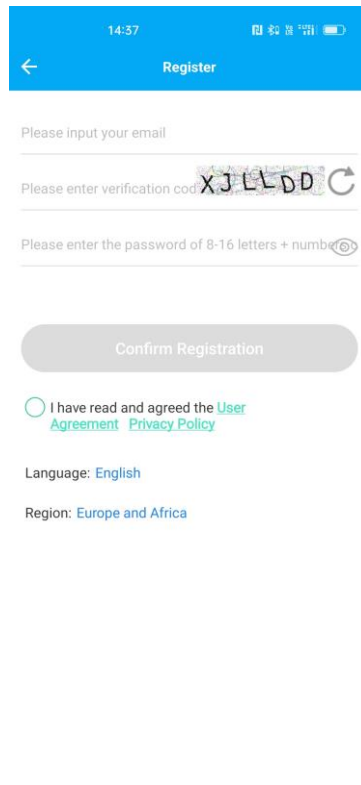 14:37
Register
Please input your email
Please enter verification cod
XJLLDD
Please enter the password of 8-16 letters + numbers
Confirm Registration
I have read and agreed the User
Agreement Privacy Policy
Language: English
Region: Europe and Africa